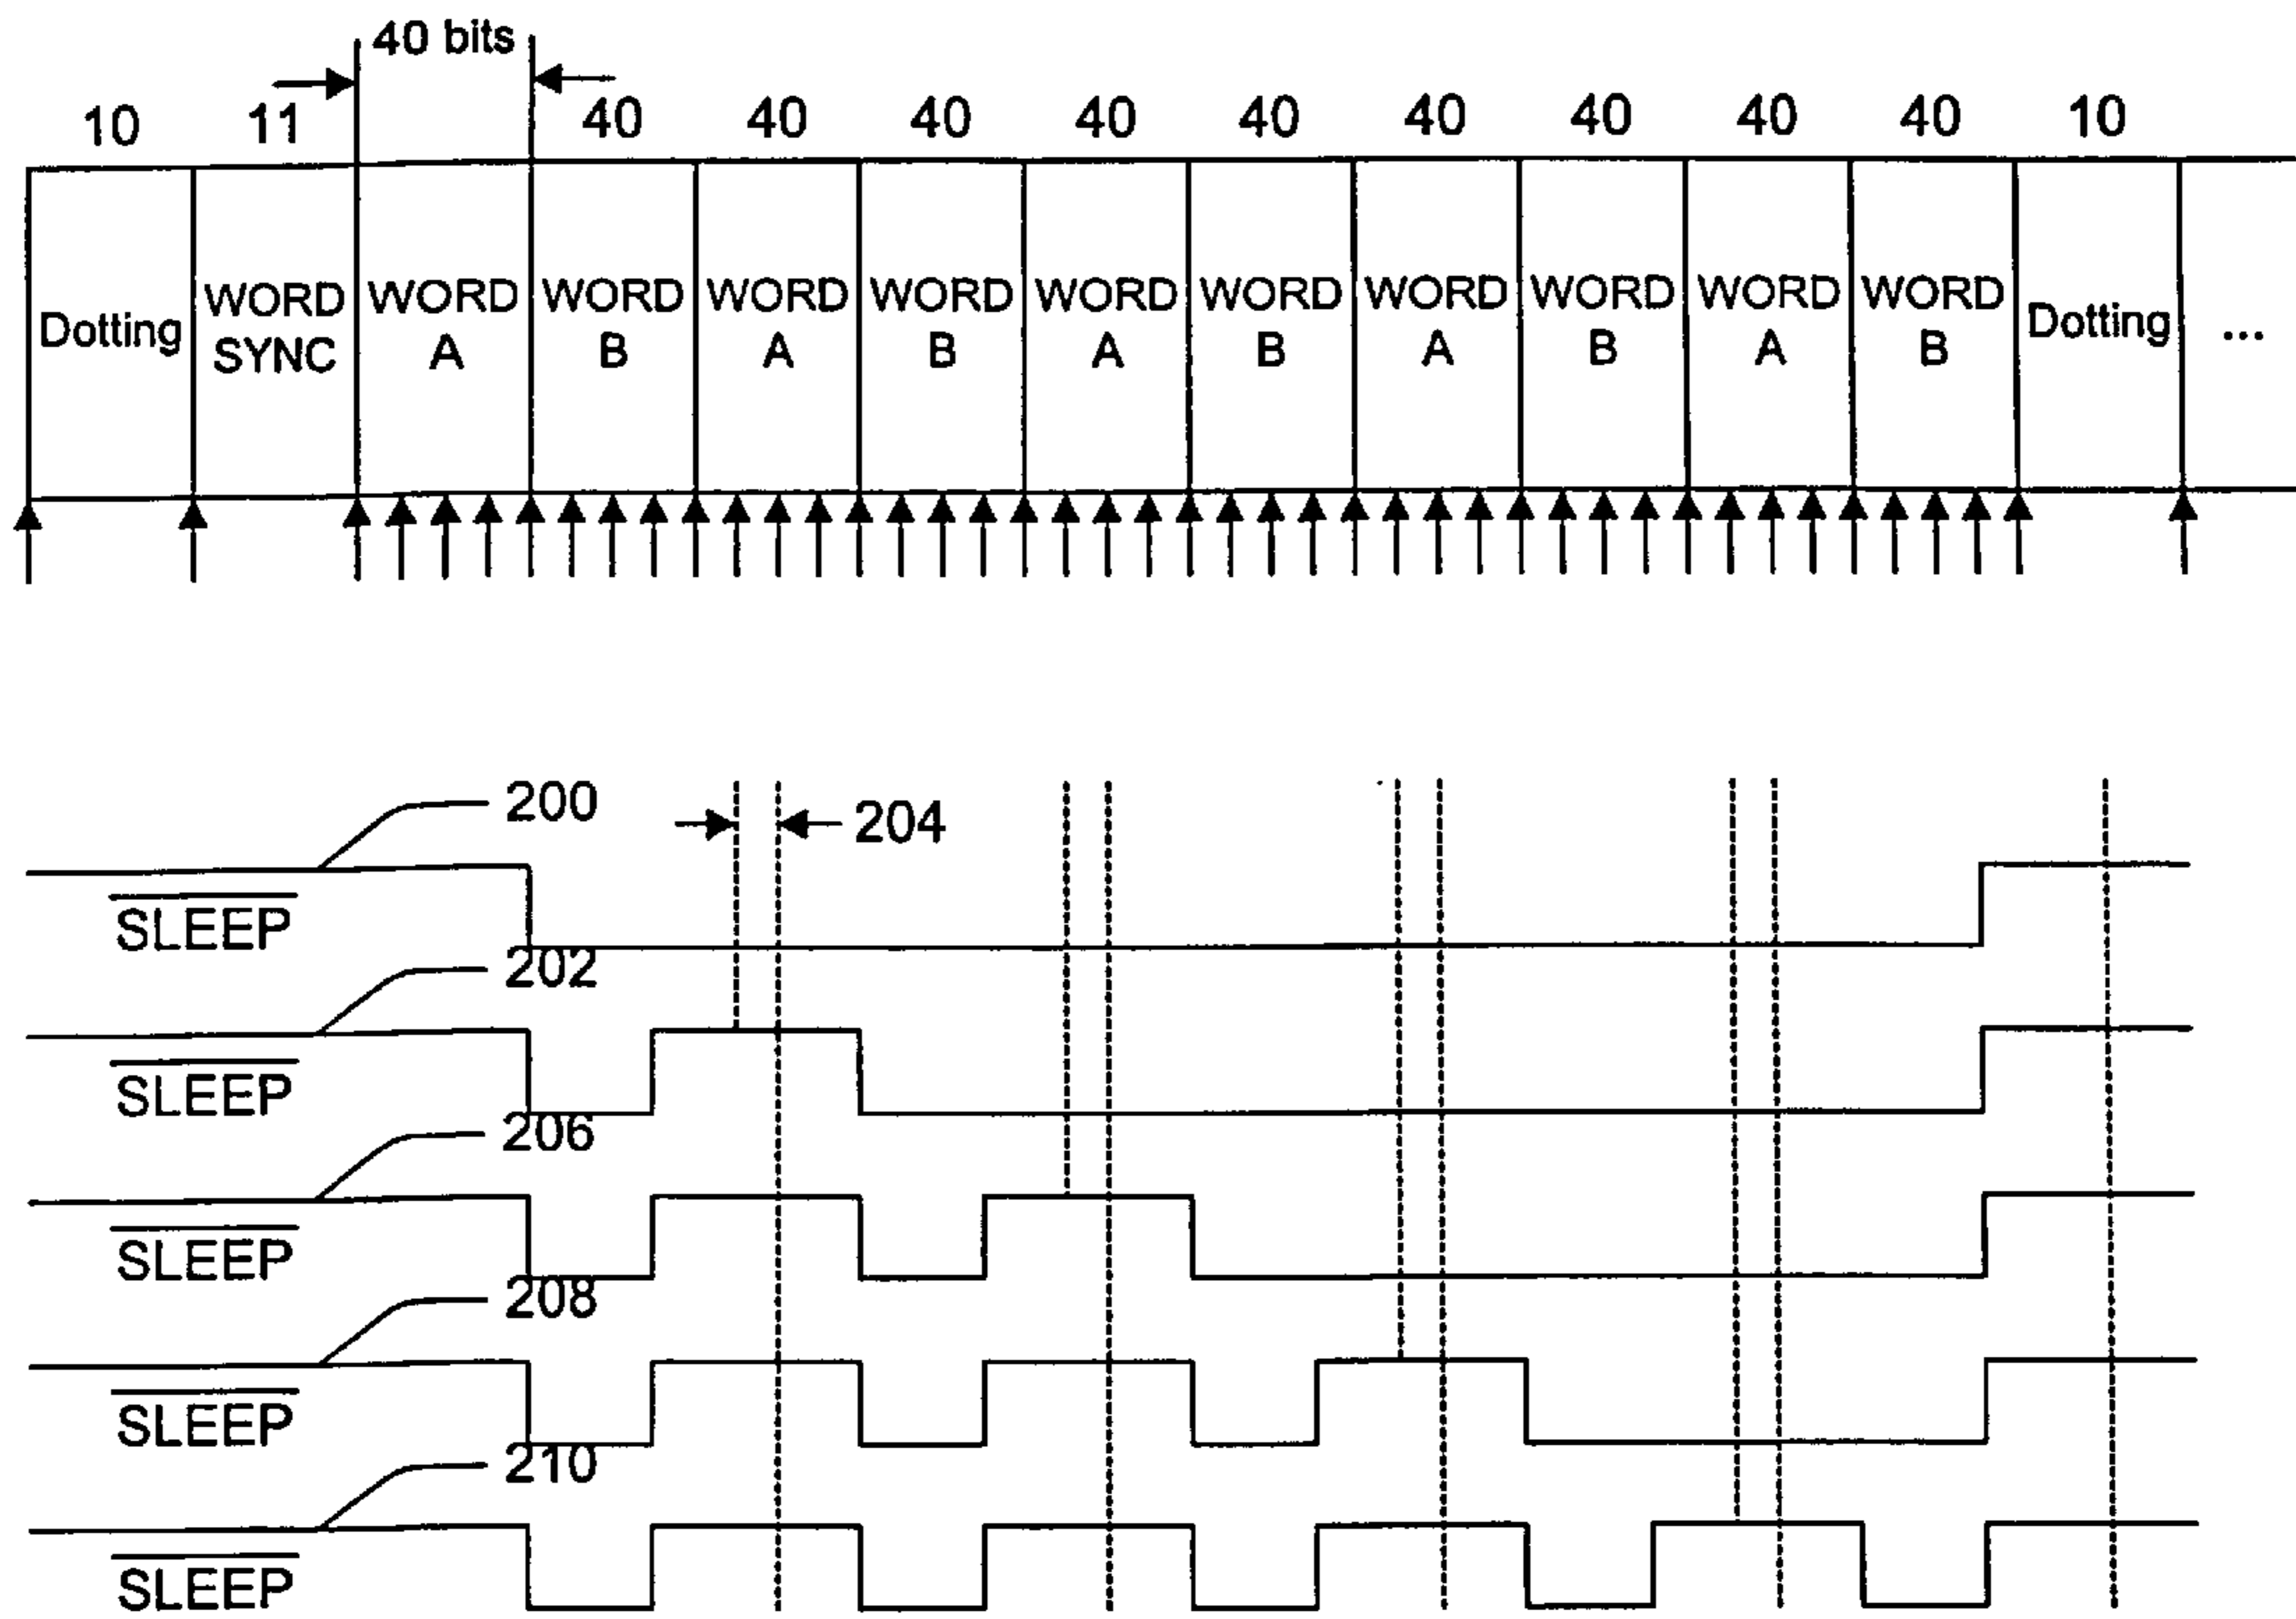 40 bits
10 11 40 40 40 40 40 40 40 40 40 10
Dotting WORD SYNC WORD A WORD B WORD A WORD B WORD A WORD B WORD A WORD B WORD A WORD B Dotting ...
200
204
SLEEP
202
SLEEP
206
SLEEP
208
SLEEP
210
SLEEP